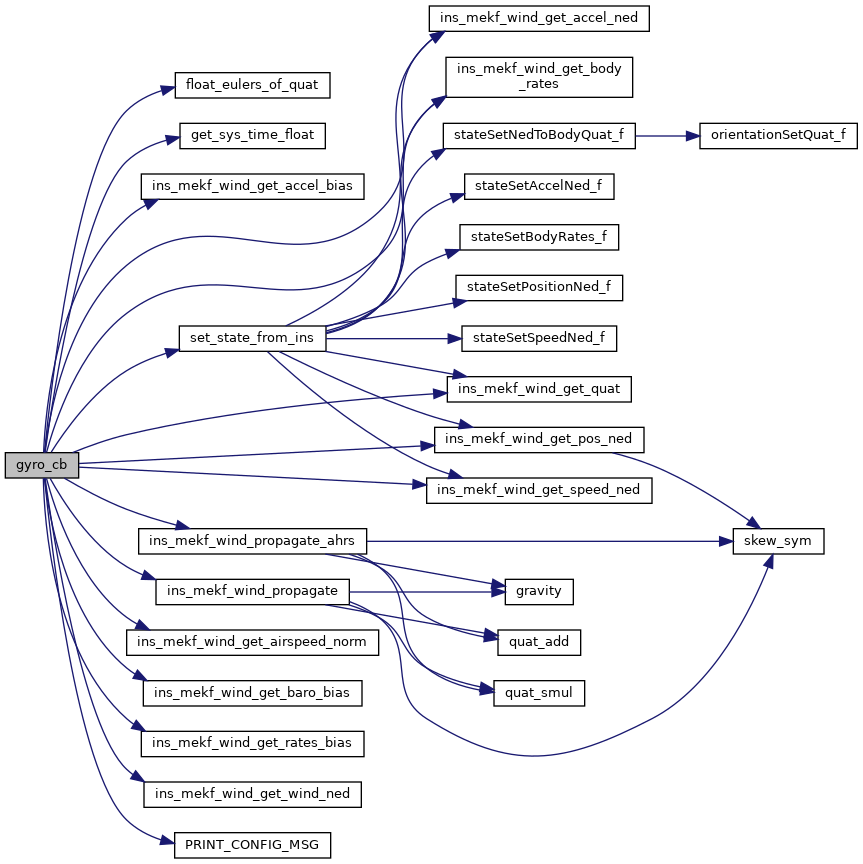 ins_mekf_wind_get_accel_ned
ins_mekf_wind_get_body
_rates
float_eulers_of_quat
get_sys_time_float
stateSetNedToBodyQuat_f
orientationSetQuat_f
ins_mekf_wind_get_accel_bias
stateSetAccelNed_f
stateSetBodyRates_f
stateSetPositionNed_f
set_state_from_ins
stateSetSpeedNed_f
ins_mekf_wind_get_quat
ins_mekf_wind_get_pos_ned
gyro_cb
ins_mekf_wind_get_speed_ned
ins_mekf_wind_propagate_ahrs
skew_sym
ins_mekf_wind_propagate
gravity
ins_mekf_wind_get_airspeed_norm
quat_add
ins_mekf_wind_get_baro_bias
quat_smul
ins_mekf_wind_get_rates_bias
ins_mekf_wind_get_wind_ned
PRINT_CONFIG_MSG